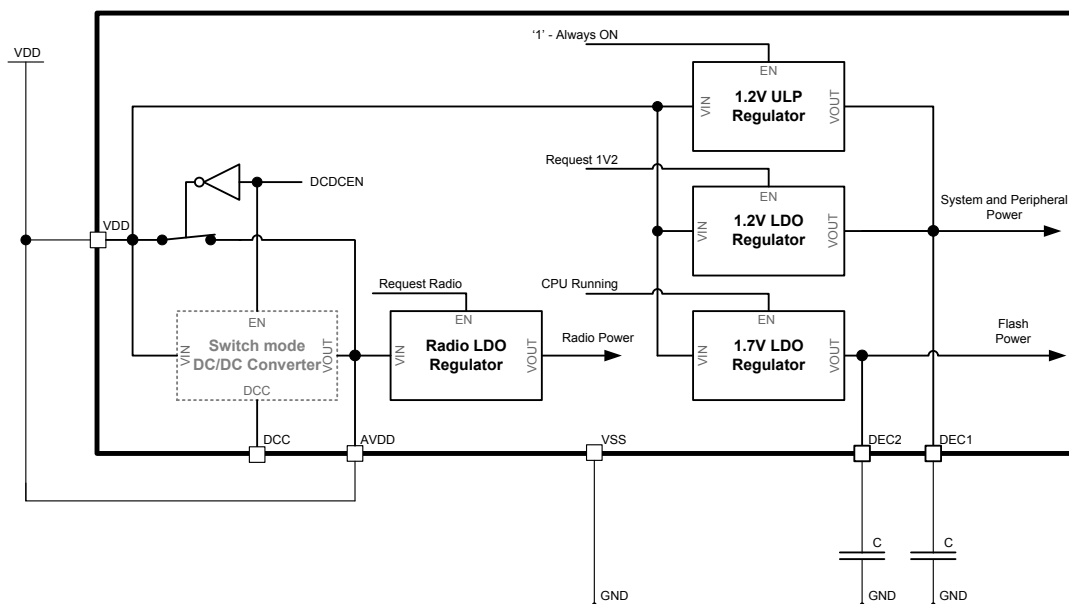 ‘1’ - Always ON
VDD
EN
VIN
1.2V ULP
Regulator
VOUT
Request 1V2
DCDCEN
EN
VIN
1.2V LDO
Regulator
VOUT
System and Peripheral
Power
VDD
Request Radio
CPU Running
EN
VIN
Switch mode
DC/DC Converter
VOUT
DCC
EN
VIN
Radio LDO
Regulator
VOUT
Radio Power
EN
VIN
1.7V LDO
Regulator
VOUT
Flash
Power
DCC
AVDD
VSS
DEC2
DEC1
C
C
GND
GND
GND